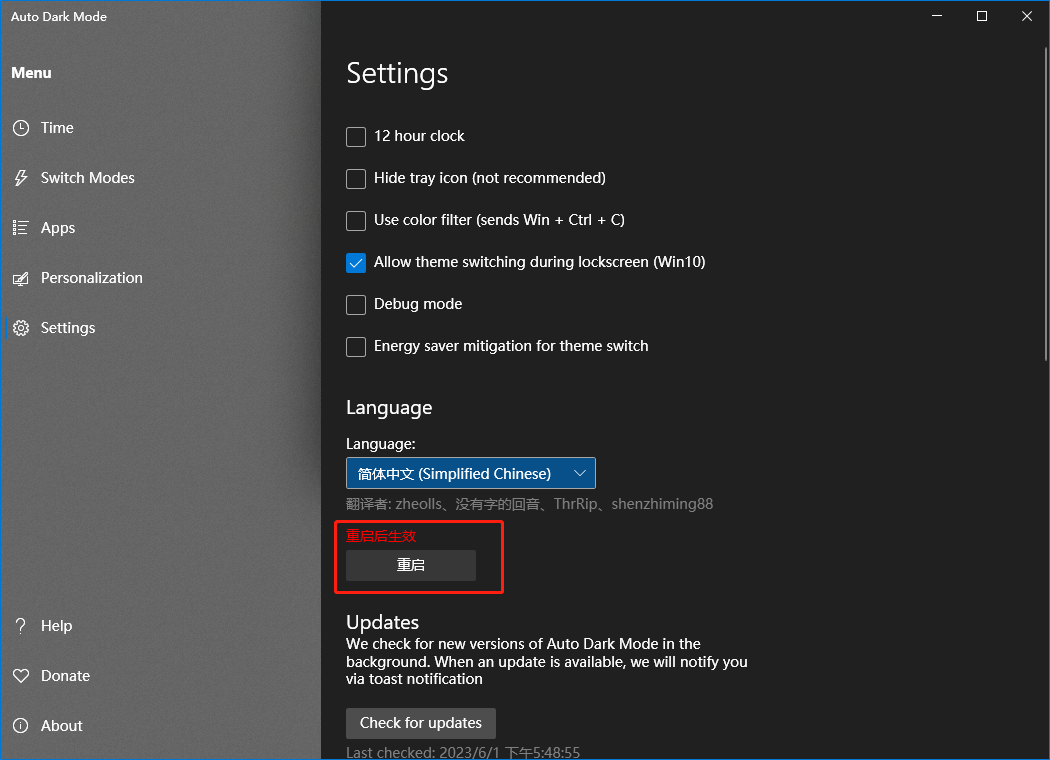 Auto Dark Mode
Menu
Time
Switch Modes
Apps
Personalization
Settings
Help
Donate
About
Settings
12 hour clock
Hide tray icon (not recommended)
Use color filter (sends Win + Ctrl + C)
Allow theme switching during lockscreen (Win10)
Debug mode
Energy saver mitigation for theme switch
Language
Language:
简体中文 (Simplified Chinese)
翻译者: zheolls、没有字的回音、ThrRip、shenzhiming88
重启后生效
重启
Updates
We check for new versions of Auto Dark Mode in the
background. When an update is available, we will notify you
via toast notification
Check for updates
Last checked: 2023/6/1 下午5:48:55